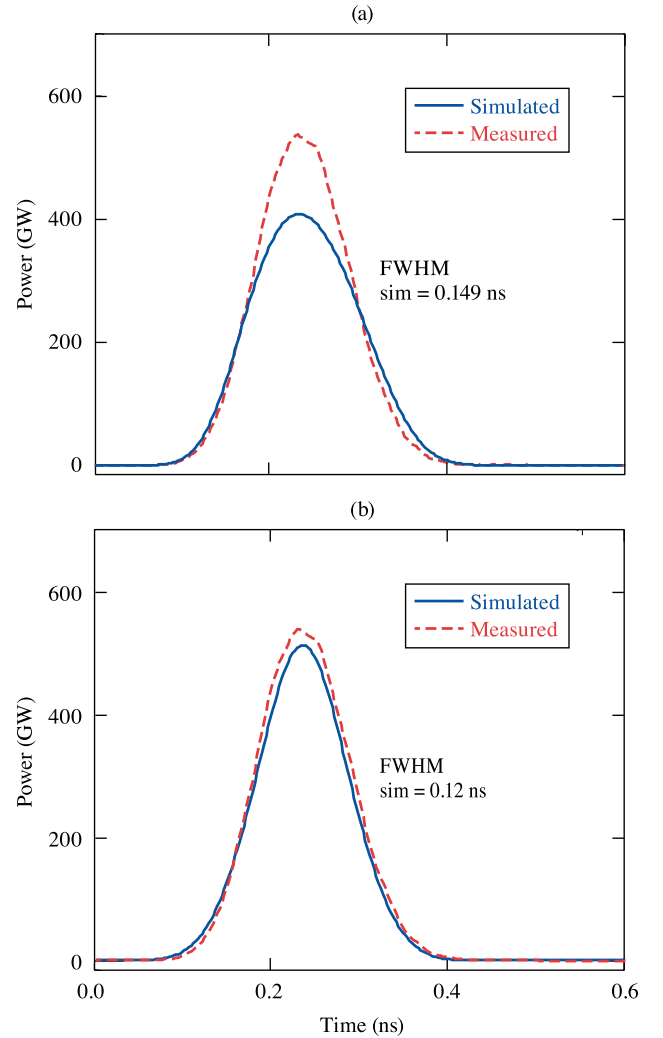 (a)
Power (GW)
600
400
200
0
Simulated
Measured
FWHM
sim = 0.149 ns
(b)
Power (GW)
600
400
200
0
Simulated
Measured
FWHM
sim = 0.12 ns
0.0
0.2
0.4
0.6
Time (ns)